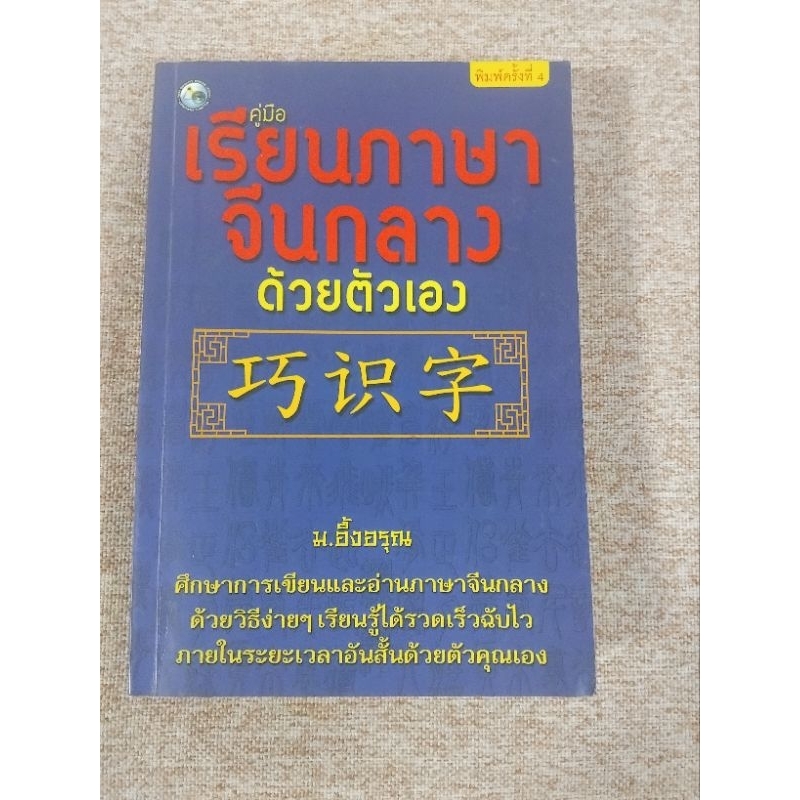 พิมพ์ครั้งที่ 4
คู่มือ
เรียนภาษา
จีนกลาง
ด้วยตัวเอง
巧识字
ม.อึ้งอรุณ
ศึกษาการเขียนและอ่านภาษาจีนกลาง
ด้วยวิธีง่ายๆ เรียนรู้ได้รวดเร็วฉับไว
ภายในระยะเวลาอันสั้นด้วยตัวคุณเอง